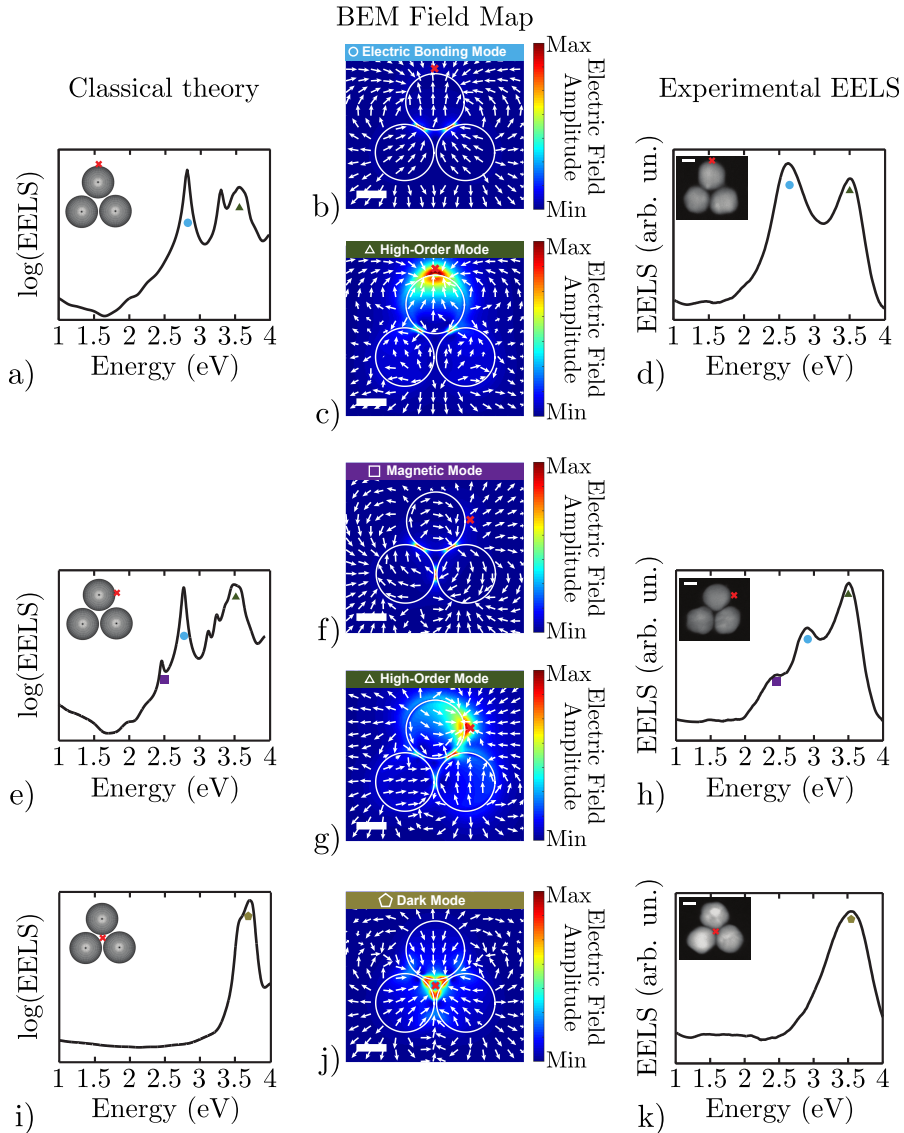 BEM Field Map
Classical theory
Experimental EELS
log(EEELS)
1 1.5 2 2.5 3 3.5 4
Energy (eV)
a)
Electric Bonding Mode
Max
Electric Field
Amplitude
Min
b)
High-Order Mode
Max
Electric Field
Amplitude
Min
c)
EELS (arb. un.)
1 1.5 2 2.5 3 3.5 4
Energy (eV)
d)
log(EELS)
1 1.5 2 2.5 3 3.5 4
Energy (eV)
e)
Magnetic Mode
Max
Electric Field
Amplitude
Min
f)
High-Order Mode
Max
Electric Field
Amplitude
Min
g)
EELS (arb. un.)
1 1.5 2 2.5 3 3.5 4
Energy (eV)
h)
log(EELS)
1 1.5 2 2.5 3 3.5 4
Energy (eV)
i)
Dark Mode
Max
Electric Field
Amplitude
Min
j)
EELS (arb. un.)
1 1.5 2 2.5 3 3.5 4
Energy (eV)
k)